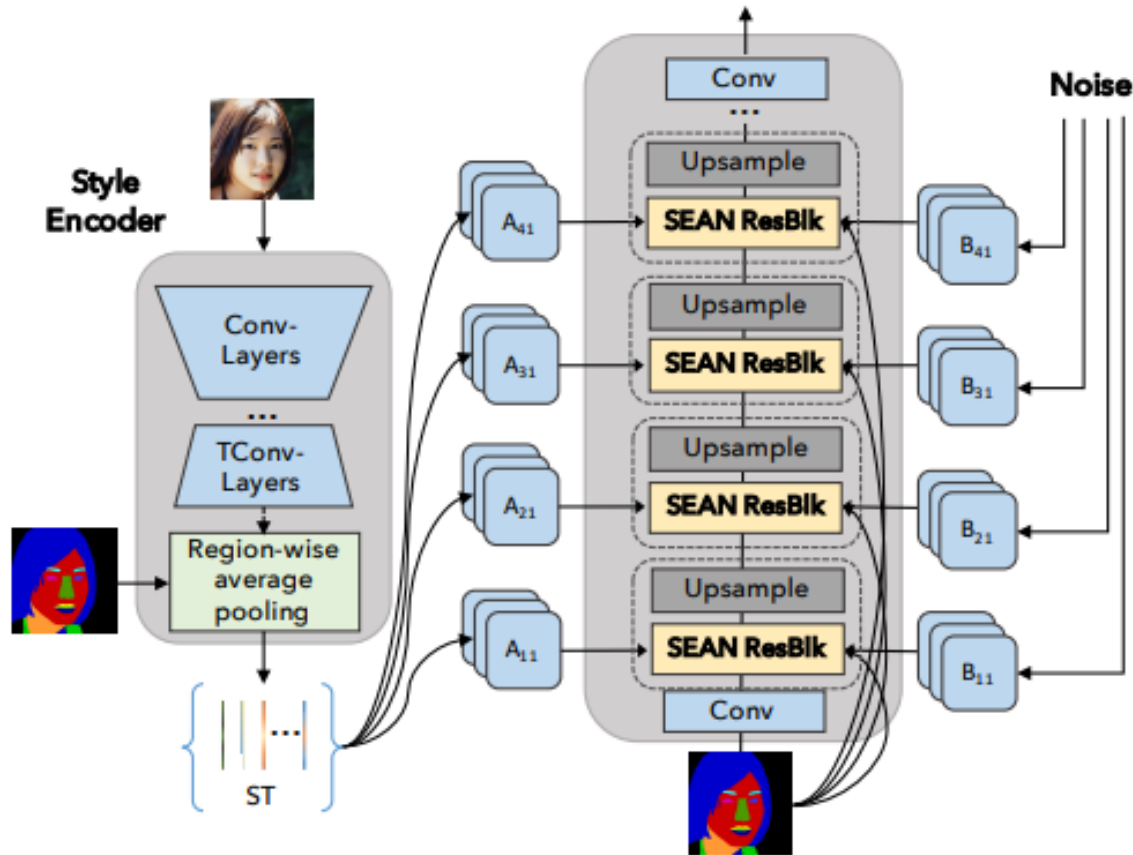 Style
Encoder
Conv-
Layers
...
TConv-
Layers
Region-wise
average
pooling
...
ST
A41
A31
A21
A11
Conv
...
Upsample
SEAN ResBlk
Upsample
SEAN ResBlk
Upsample
SEAN ResBlk
Upsample
SEAN ResBlk
Conv
Noise
B41
B31
B21
B11